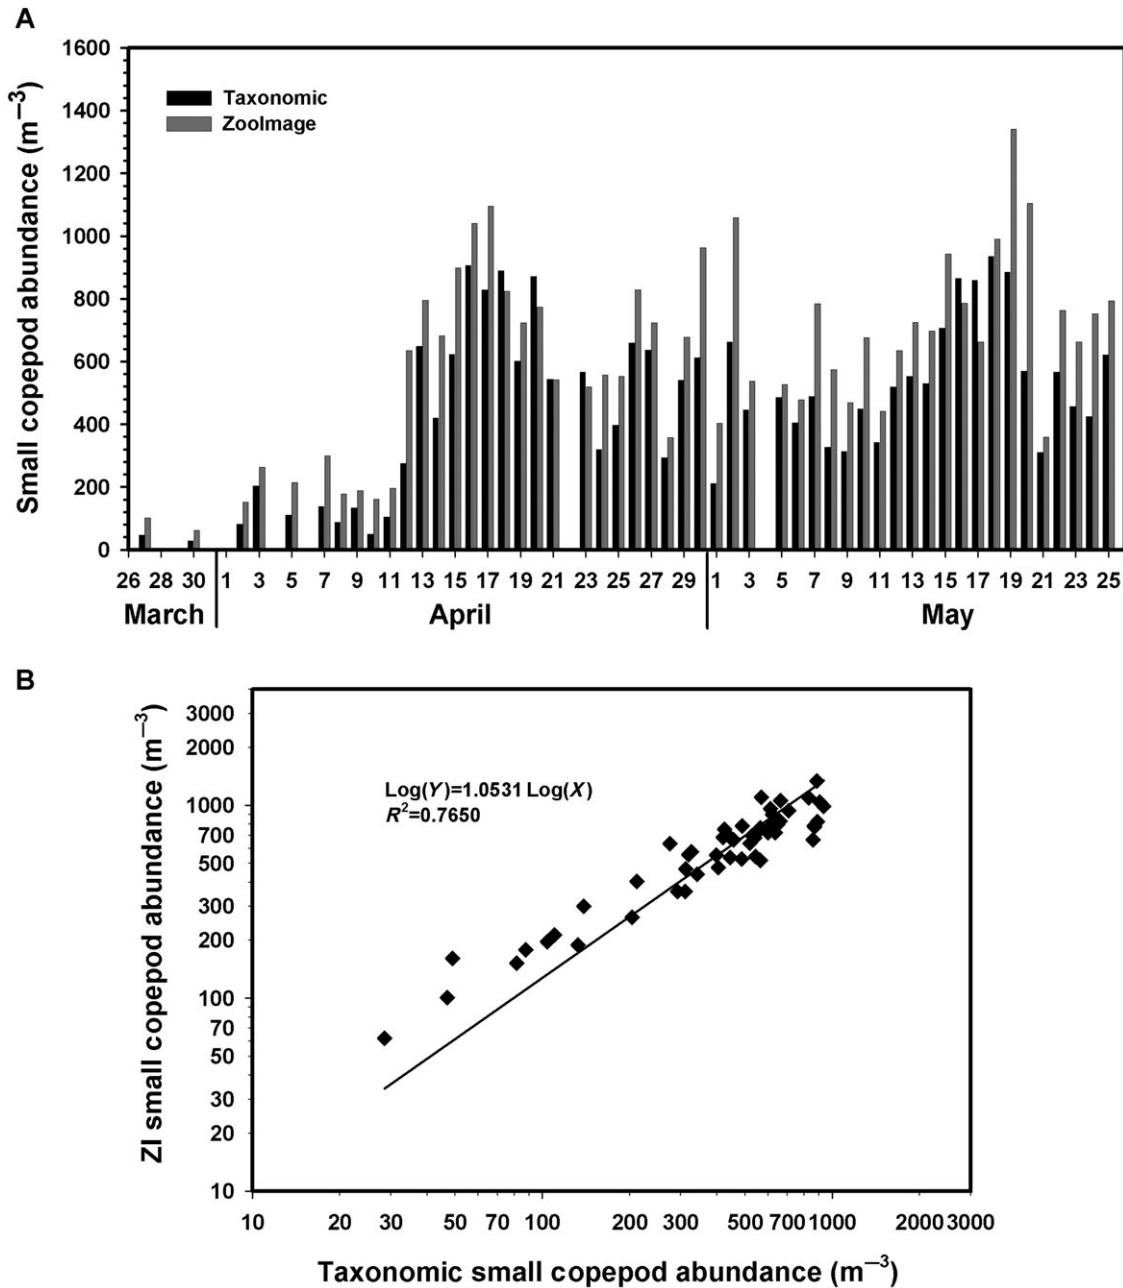 A
Small copepod abundance (m⁻³)
1600
1400
1200
1000
800
600
400
200
0
Taxonomic
ZooImage
26 28 30 1 3 5 7 9 11 13 15 17 19 21 23 25 27 29 1 3 5 7 9 11 13 15 17 19 21 23 25
March April May
B
ZI small copepod abundance (m⁻³)
3000
2000
1000
700
500
300
200
100
70
50
30
20
10
Log(Y)=1.0531 Log(X)
R²=0.7650
10 20 30 50 70 100 200 300 500 700 1000 2000 3000
Taxonomic small copepod abundance (m⁻³)